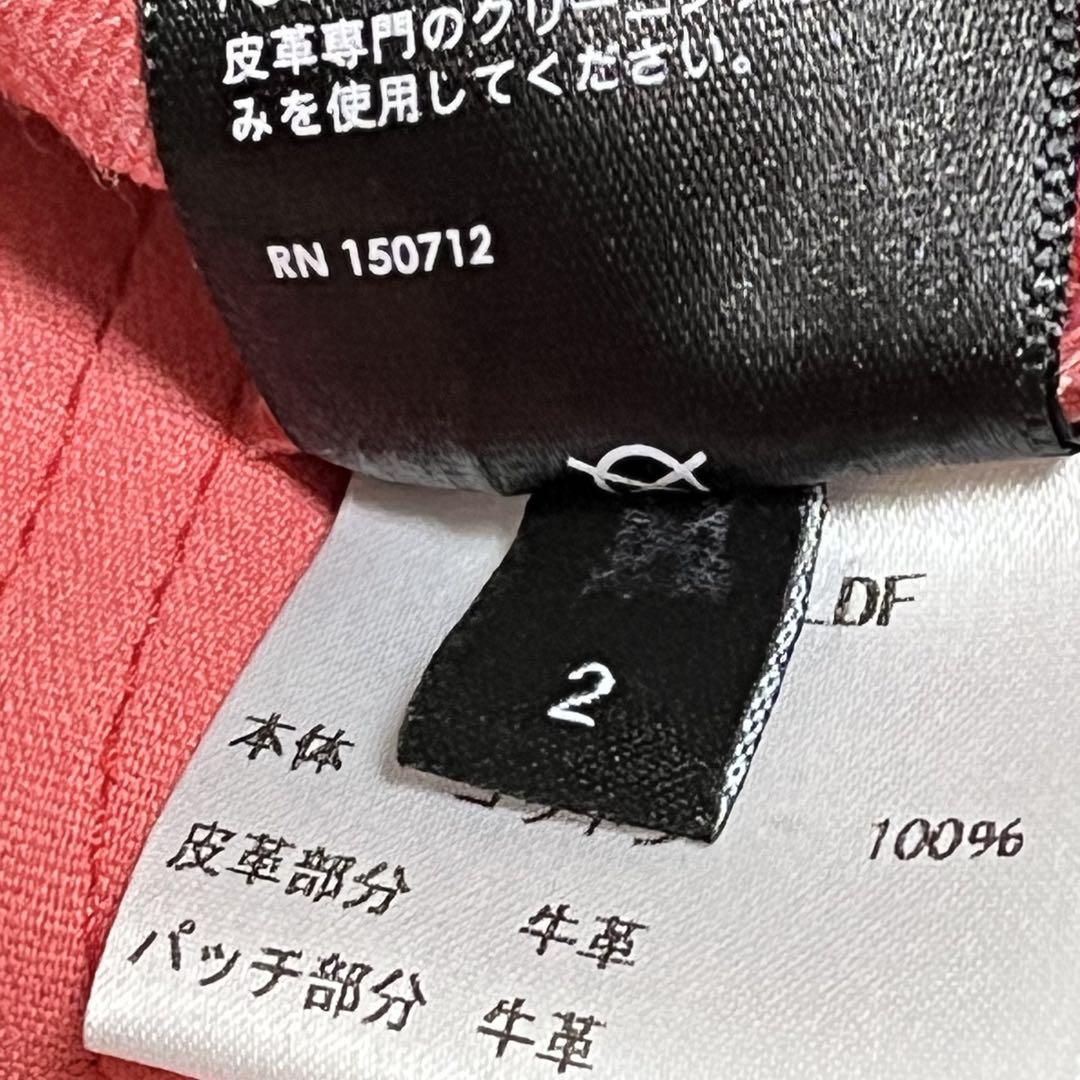 皮革専門のクリーニン
みを使用してください。
RN 150712
DF
2
本体
100%
皮革部分 牛革
パッチ部分 牛革